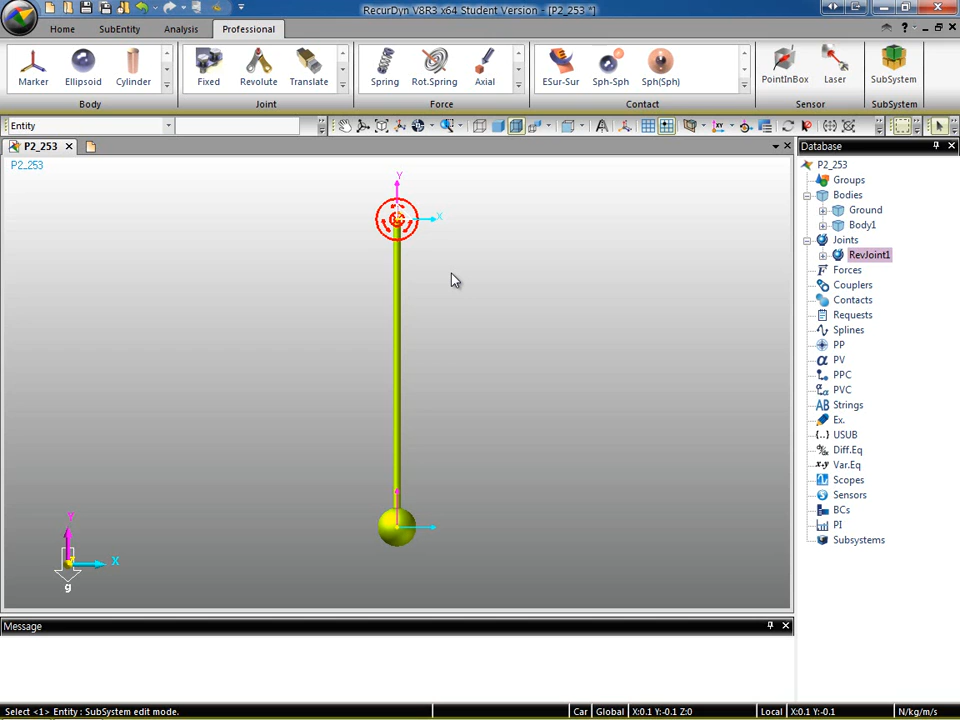 RecurDyn V8R3 x64 Student Version - [P2_253 *]
Home SubEntity Analysis Professional
Marker Ellipsoid Cylinder Fixed Revolute Translate Spring Rot.Spring Axial ESur-Sur Sph-Sph Sph(Sph) PointInBox Laser SubSystem
Body Joint Force Contact Sensor SubSystem
Entity
P2_253
P2_253
Y
X
Y
X
g
Database
P2_253
Groups
Bodies
Ground
Body1
Joints
RevJoint1
Forces
Couplers
Contacts
Requests
Splines
PP
PV
PPC
PVC
Strings
Ex.
USUB
Diff.Eq
Var.Eq
Scopes
Sensors
BCs
PI
Subsystems
Message
Select <1> Entity : SubSystem edit mode. Car Global X:0.1 Y:-0.1 Z:0 Local X:0.1 Y:-0.1 N/kg/m/s